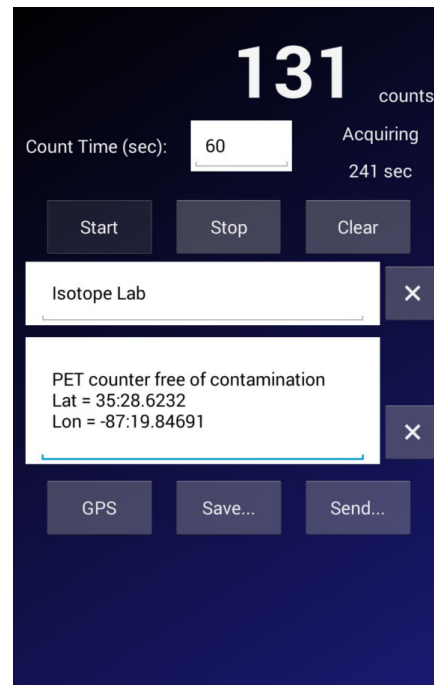 131
counts
Count Time (sec):
60
Acquiring
241 sec
Start
Stop
Clear
Isotope Lab
×
PET counter free of contamination
Lat = 35:28.6232
Lon = -87:19.84691
×
GPS
Save...
Send...